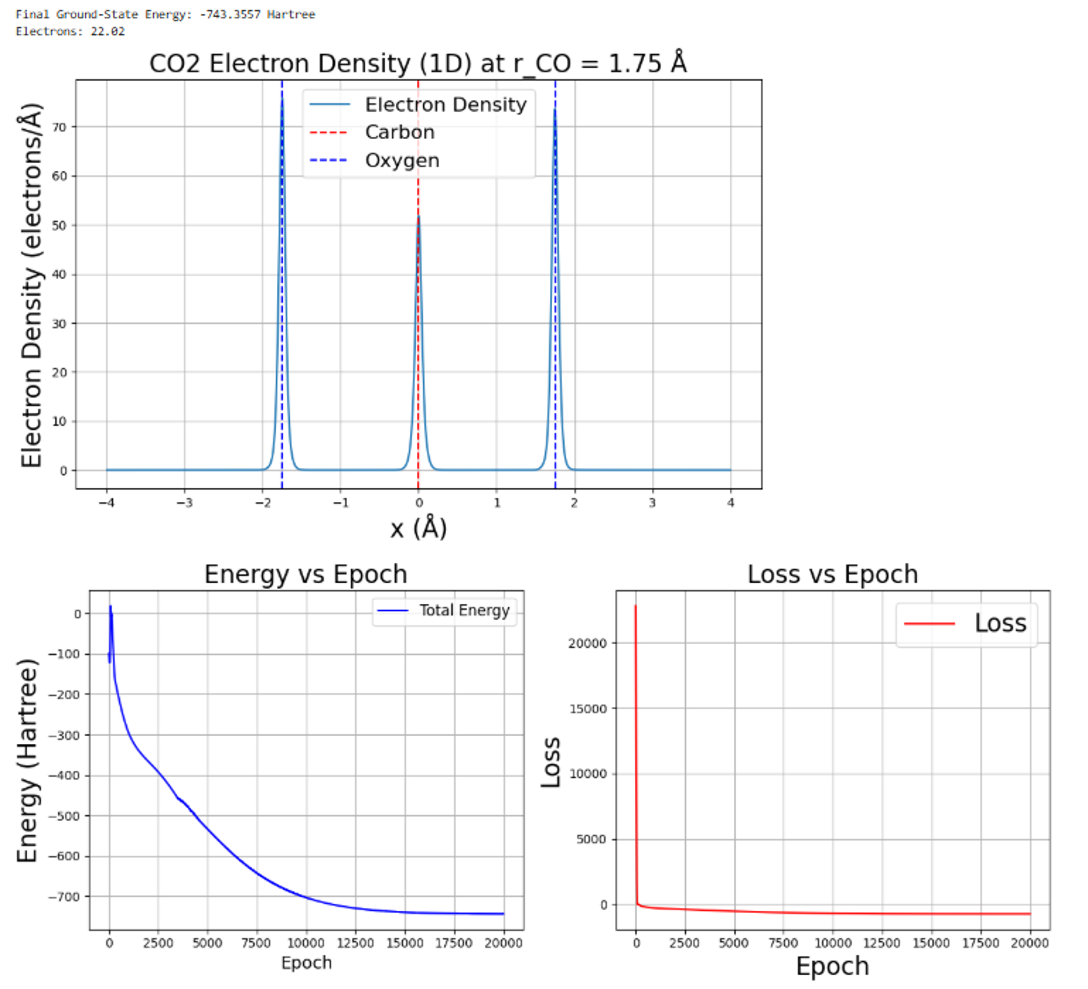 Final Ground-State Energy: -743.3557 Hartree
Electrons: 22.02
CO2 Electron Density (1D) at r_CO = 1.75 Å
Electron Density (electrons/Å)
70
60
50
40
30
20
10
0
Electron Density
Carbon
Oxygen
−4 −3 −2 −1 0 1 2 3 4
x (Å)
Energy vs Epoch
Energy (Hartree)
0
−100
−200
−300
−400
−500
−600
−700
Total Energy
0 2500 5000 7500 10000 12500 15000 17500 20000
Epoch
Loss vs Epoch
Loss
20000
15000
10000
5000
0
Loss
0 2500 5000 7500 10000 12500 15000 17500 20000
Epoch